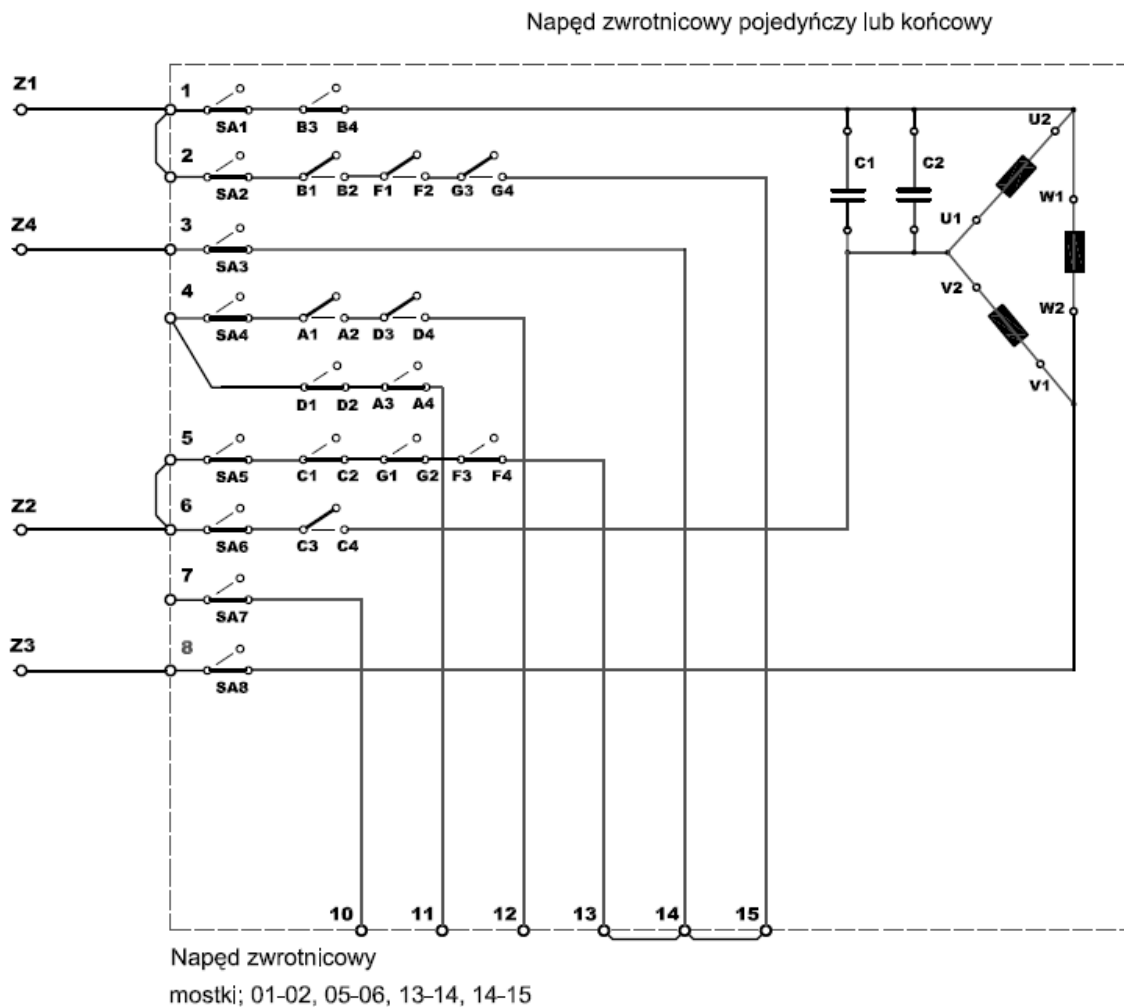 Napęd zwrotnicowy pojedyńczy lub końcowy
Z1
1
SA1
B3 B4
U2
2
SA2
B1 B2 F1 F2 G3 G4
C1
C2
W1
U1
Z4
3
SA3
V2
4
SA4
A1 A2 D3 D4
W2
D1 D2 A3 A4
V1
5
SA5
C1 C2 G1 G2 F3 F4
Z2
6
SA6
C3 C4
7
SA7
Z3
8
SA8
10 11 12 13 14 15
Napęd zwrotnicowy
mostki; 01-02, 05-06, 13-14, 14-15